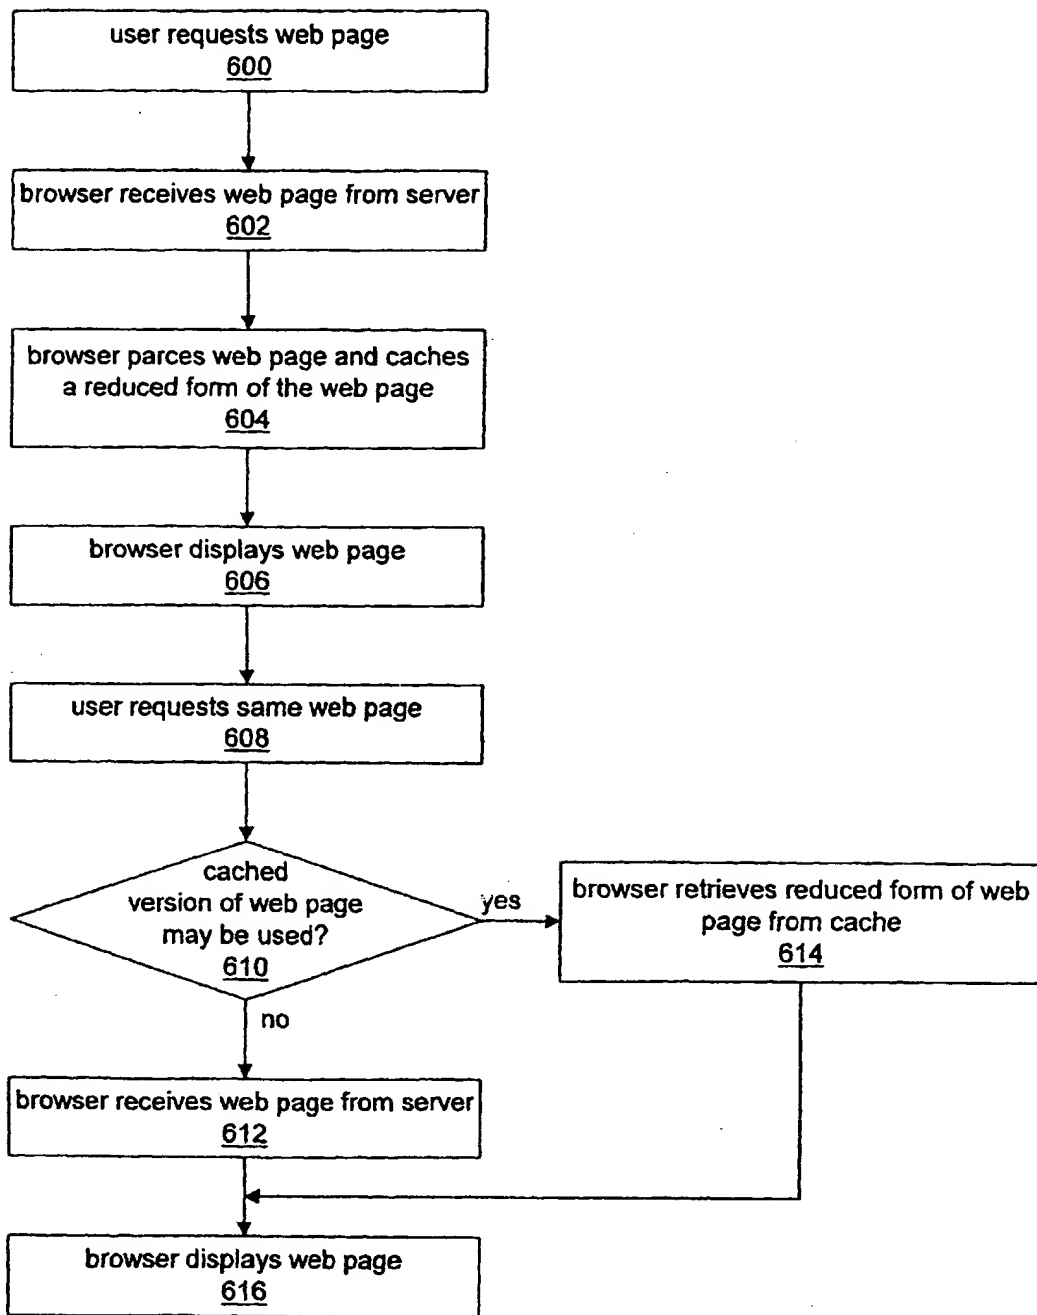 user requests web page
600
browser receives web page from server
602
browser parces web page and caches
a reduced form of the web page
604
browser displays web page
606
user requests same web page
608
cached
version of web page
may be used?
610
yes
browser retrieves reduced form of web
page from cache
614
no
browser receives web page from server
612
browser displays web page
616